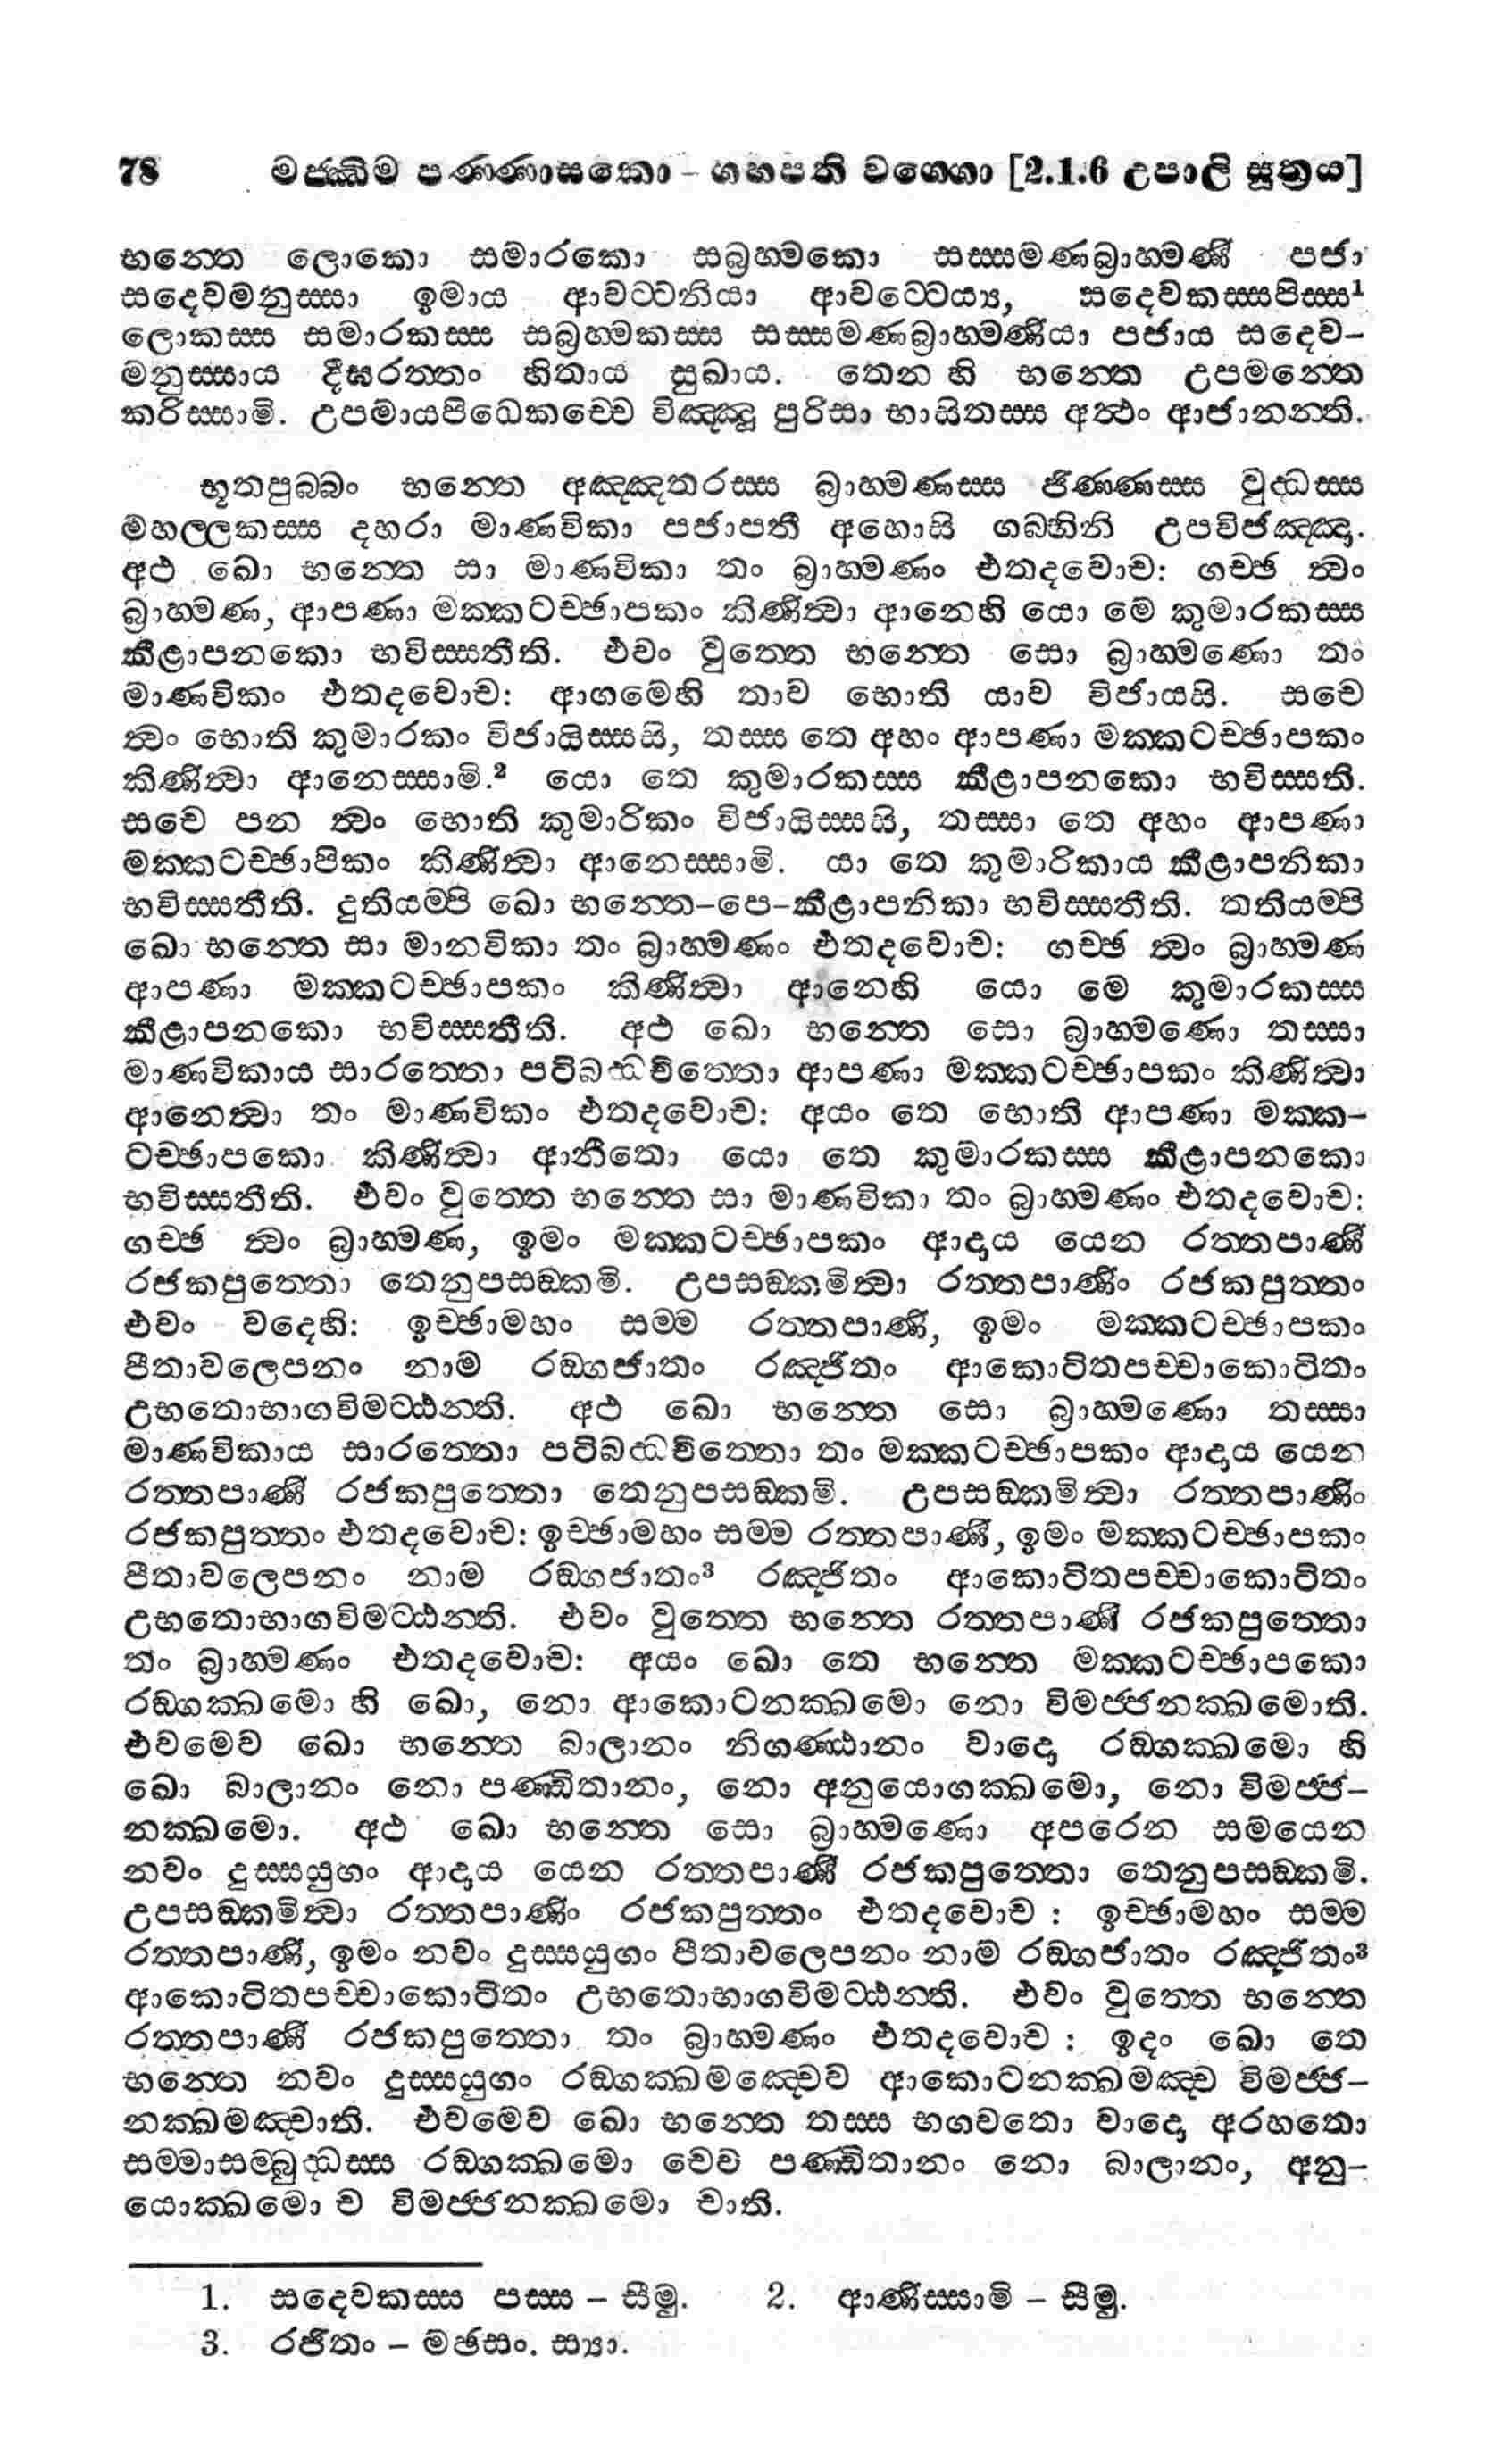 78 මජ්ඣිම පණ්ණාසකො - ගහපති වග්ගො [2.1.6 උපාලි සූත්‍රය]
භන්තෙ ලොකො සමාරකො සබ්‍රහ්මකො සස්සමණබ්‍රාහ්මණී පජා
සදෙවමනුස්සා ඉමාය ආවට්ටනියා ආවට්ටෙය්‍ය, සදෙවකස්සපිස්ස¹
ලොකස්ස සමාරකස්ස සබ්‍රහ්මකස්ස සස්සමණබ්‍රාහ්මණියා පජාය සදෙව-
මනුස්සාය දීඝරත්තං හිතාය සුඛාය. තෙන හි භන්තෙ උපමන්තෙ
කරිස්සාමි. උපමායපිධෙකච්චෙ විඤ්ඤූ පුරිසා භාසිතස්ස අත්ථං ආජානන්ති.
භූතපුබ්බං භන්තෙ අඤ්ඤතරස්ස බ්‍රාහ්මණස්ස ජිණ්ණස්ස වුද්ධස්ස
මහල්ලකස්ස දහරා මාණවිකා පජාපතී අහොසි ගබ්භිනි උපවිජඤ්ඤා.
අථ ඛො භන්තෙ සා මාණවිකා තං බ්‍රාහ්මණං එතදවොච: ගච්ඡ ත්වං
බ්‍රාහ්මණ, ආපණා මක්කටච්ඡාපකං කිණිත්වා ආනෙහි යො මෙ කුමාරකස්ස
කීළාපනකො භවිස්සතීති. එවං වුත්තෙ භන්තෙ සො බ්‍රාහ්මණො තං
මාණවිකං එතදවොච: ආගමෙහි තාව භොති යාව විජායසි. සචෙ
ත්වං භොති කුමාරකං විජායිස්සසි, තස්ස තෙ අහං ආපණා මක්කටච්ඡාපකං
කිණිත්වා ආනෙස්සාමි.² යො තෙ කුමාරකස්ස කීළාපනකො භවිස්සති.
සචෙ පන ත්වං භොති කුමාරිකං විජායිස්සසි, තස්සා තෙ අහං ආපණා
මක්කටච්ඡාපිකං කිණිත්වා ආනෙස්සාමි. යා තෙ කුමාරිකාය කීළාපනිකා
භවිස්සතීති. දුතියම්පි ඛො භන්තෙ-පෙ-කීළාපනිකා භවිස්සතීති. තතියම්පි
ඛො භන්තෙ සා මානවිකා තං බ්‍රාහ්මණං එතදවොච: ගච්ඡ ත්වං බ්‍රාහ්මණ
ආපණා මක්කටච්ඡාපකං කිණිත්වා ආනෙහි යො මෙ කුමාරකස්ස
කීළාපනකො භවිස්සතීති. අථ ඛො භන්තෙ සො බ්‍රාහ්මණො තස්සා
මාණවිකාය සාරත්තො පටිබද්ධචිත්තො ආපණා මක්කටච්ඡාපකං කිණිත්වා
ආනෙත්වා තං මාණවිකං එතදවොච: අයං තෙ භොති ආපණා මක්ක-
ටච්ඡාපකො කිණිත්වා ආනීතො යො තෙ කුමාරකස්ස කීළාපනකො
භවිස්සතීති. එවං වුත්තෙ භන්තෙ සා මාණවිකා තං බ්‍රාහ්මණං එතදවොච:
ගච්ඡ ත්වං බ්‍රාහ්මණ, ඉමං මක්කටච්ඡාපකං ආදාය යෙන රත්තපාණී
රජකපුත්තො තෙනුපසඞ්කමි. උපසඞ්කමිත්වා රත්තපාණිං රජකපුත්තං
එවං වදෙහි: ඉච්ඡාමහං සම්ම රත්තපාණි, ඉමං මක්කටච්ඡාපකං
පීතාවලෙපනං නාම රඞ්ගජාතං රඤ්ජිතං ආකොටිතපච්චාකොටිතං
උභතොභාගවිමට්ඨන්ති. අථ ඛො භන්තෙ සො බ්‍රාහ්මණො තස්සා
මාණවිකාය සාරත්තො පටිබද්ධචිත්තො තං මක්කටච්ඡාපකං ආදාය යෙන
රත්තපාණී රජකපුත්තො තෙනුපසඞ්කමි. උපසඞ්කමිත්වා රත්තපාණිං
රජකපුත්තං එතදවොච: ඉච්ඡාමහං සම්ම රත්තපාණි, ඉමං මක්කටච්ඡාපකං
පීතාවලෙපනං නාම රඞ්ගජාතං³ රඤ්ජිතං ආකොටිතපච්චාකොටිතං
උභතොභාගවිමට්ඨන්ති. එවං වුත්තෙ භන්තෙ රත්තපාණී රජකපුත්තො
තං බ්‍රාහ්මණං එතදවොච: අයං ඛො තෙ භන්තෙ මක්කටච්ඡාපකො
රඞ්ගක්ඛමො හි ඛො, නො ආකොටනක්ඛමො නො විමජ්ජනක්ඛමොති.
එවමෙව ඛො භන්තෙ බාලානං නිගණ්ඨානං වාදො රඞ්ගක්ඛමො හි
ඛො බාලානං නො පණ්ඩිතානං, නො අනුයොගක්ඛමො, නො විමජ්ජ-
නක්ඛමො. අථ ඛො භන්තෙ සො බ්‍රාහ්මණො අපරෙන සමයෙන
නවං දුස්සයුගං ආදාය යෙන රත්තපාණී රජකපුත්තො තෙනුපසඞ්කමි.
උපසඞ්කමිත්වා රත්තපාණිං රජකපුත්තං එතදවොච : ඉච්ඡාමහං සම්ම
රත්තපාණි, ඉමං නවං දුස්සයුගං පීතාවලෙපනං නාම රඞ්ගජාතං රඤ්ජිතං³
ආකොටිතපච්චාකොටිතං උභතොභාගවිමට්ඨන්ති. එවං වුත්තෙ භන්තෙ
රත්තපාණී රජකපුත්තො තං බ්‍රාහ්මණං එතදවොච : ඉදං ඛො තෙ
භන්තෙ නවං දුස්සයුගං රඞ්ගක්ඛමඤ්චෙව ආකොටනක්ඛමඤ්ච විමජ්ජ-
නක්ඛමඤ්චාති. එවමෙව ඛො භන්තෙ තස්ස භගවතො වාදො අරහතො
සම්මාසම්බුද්ධස්ස රඞ්ගක්ඛමො චෙව පණ්ඩිතානං නො බාලානං, අනු-
යොක්ඛමො ච විමජ්ජනක්ඛමො චාති.
1. සදෙවකස්ස පස්ස - සීමු. 2. ආණිස්සාමි - සීමු.
3. රජිතං - මඡසං. ස්‍යා.